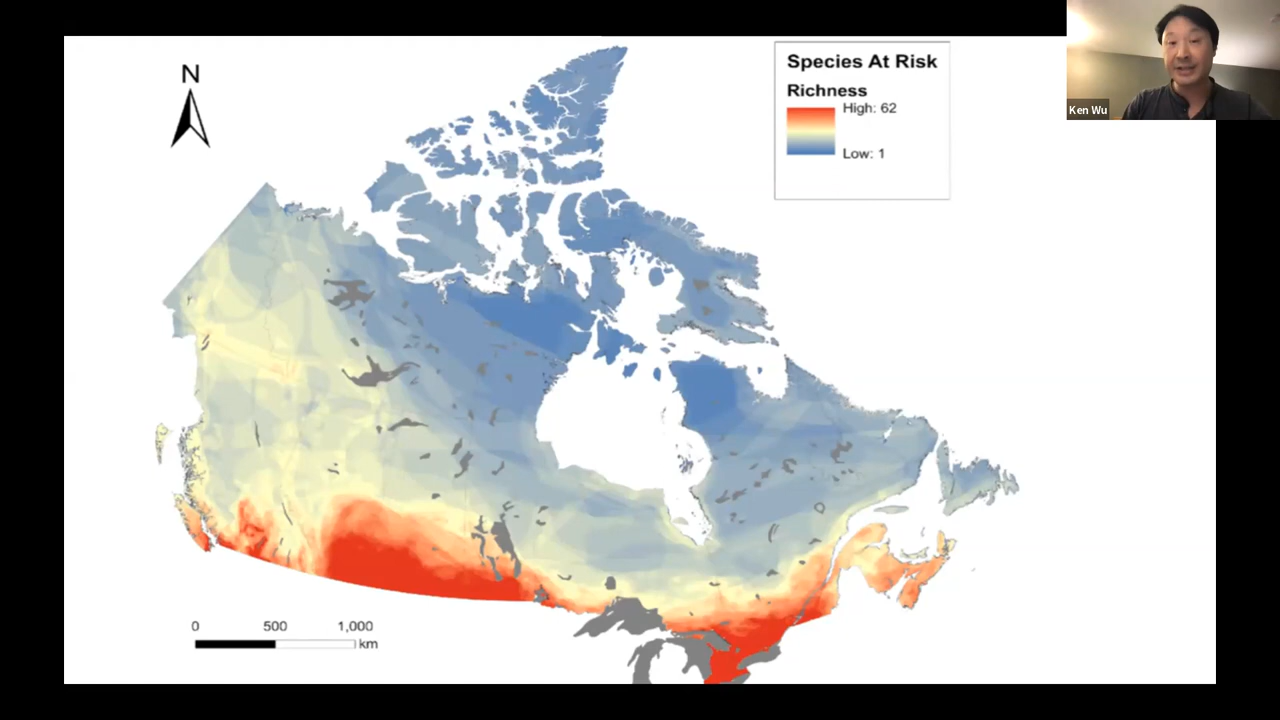 N
Species At Risk
Richness
High: 62
Low: 1
Ken Wu
0 500 1,000
km